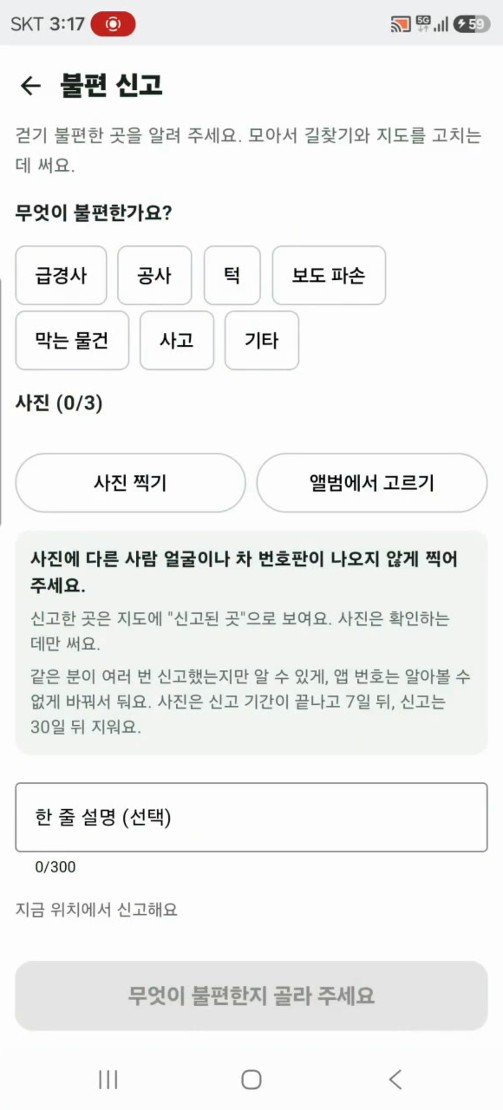 SKT 3:17 5G 59
불편 신고
걷기 불편한 곳을 알려 주세요. 모아서 길찾기와 지도를 고치는
데 써요.
무엇이 불편한가요?
급경사 공사 턱 보도 파손
막는 물건 사고 기타
사진 (0/3)
사진 찍기 앨범에서 고르기
사진에 다른 사람 얼굴이나 차 번호판이 나오지 않게 찍어
주세요.
신고한 곳은 지도에 "신고된 곳"으로 보여요. 사진은 확인하는
데만 써요.
같은 분이 여러 번 신고했는지만 알 수 있게, 앱 번호는 알아볼 수
없게 바꿔서 둬요. 사진은 신고 기간이 끝나고 7일 뒤, 신고는
30일 뒤 지워요.
한 줄 설명 (선택)
0/300
지금 위치에서 신고해요
무엇이 불편한지 골라 주세요